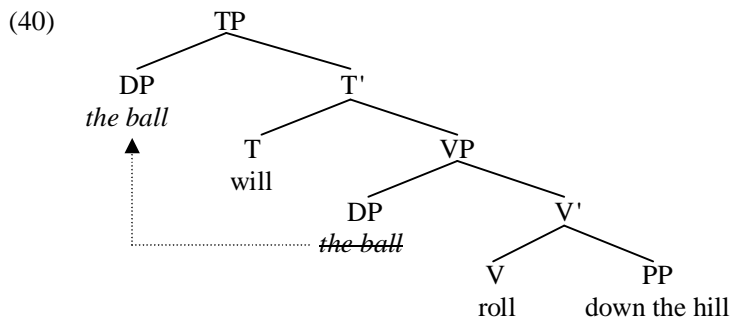 (40) TP
DP T'
the ball
T VP
will
DP V'
the ball
V PP
roll down the hill